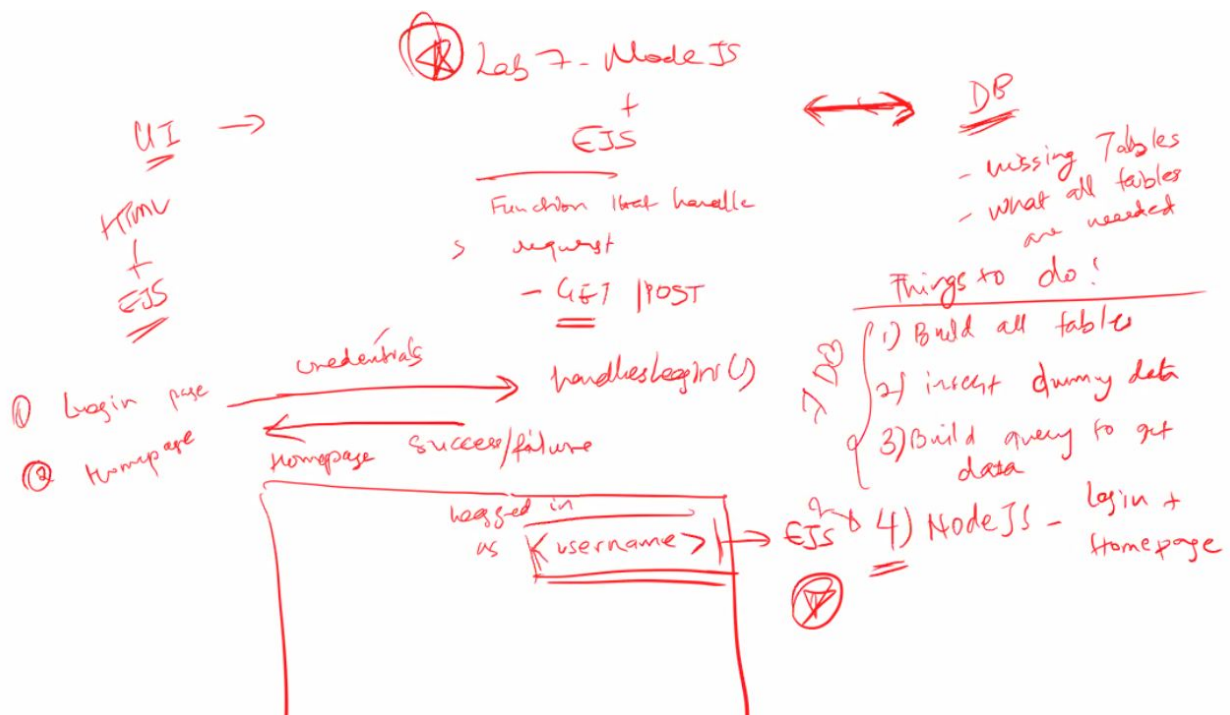 Lab 7 - Node JS
+
EJS
Function that handle
s request
- GET / POST
handlesLogin()
UI →
HTML
+
EJS
① Login page
② Homepage
credentials
success/failure
Homepage
Logged in
as <username> → EJS
DB
- missing Tables
- what all tables
are needed
Things to do!
1) Build all tables
2) insert dummy data
3) Build query to get
data
4) NodeJS - Login +
Homepage